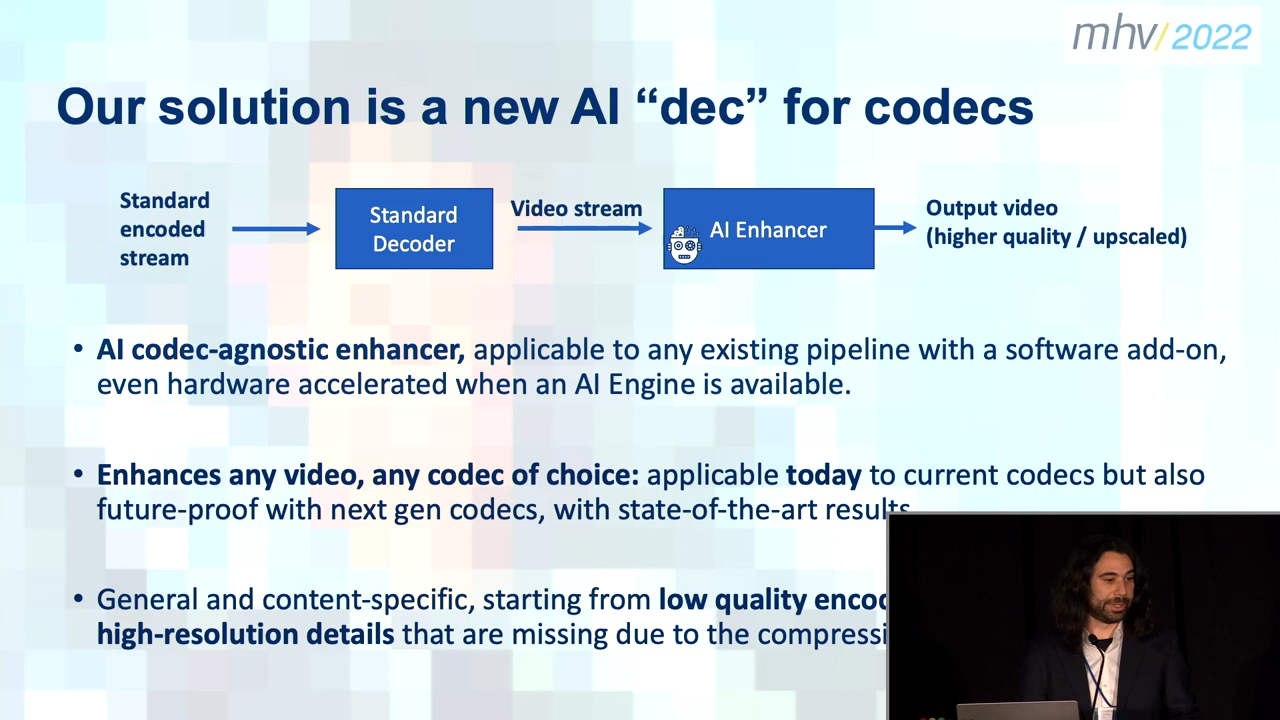 mhv/2022
Our solution is a new AI “dec” for codecs
Standard
encoded
stream
Standard
Decoder
Video stream
AI Enhancer
Output video
(higher quality / upscaled)
• AI codec-agnostic enhancer, applicable to any existing pipeline with a software add-on,
even hardware accelerated when an AI Engine is available.
• Enhances any video, any codec of choice: applicable today to current codecs but also
future-proof with next gen codecs, with state-of-the-art results
• General and content-specific, starting from low quality
high-resolution details that are missing due to the